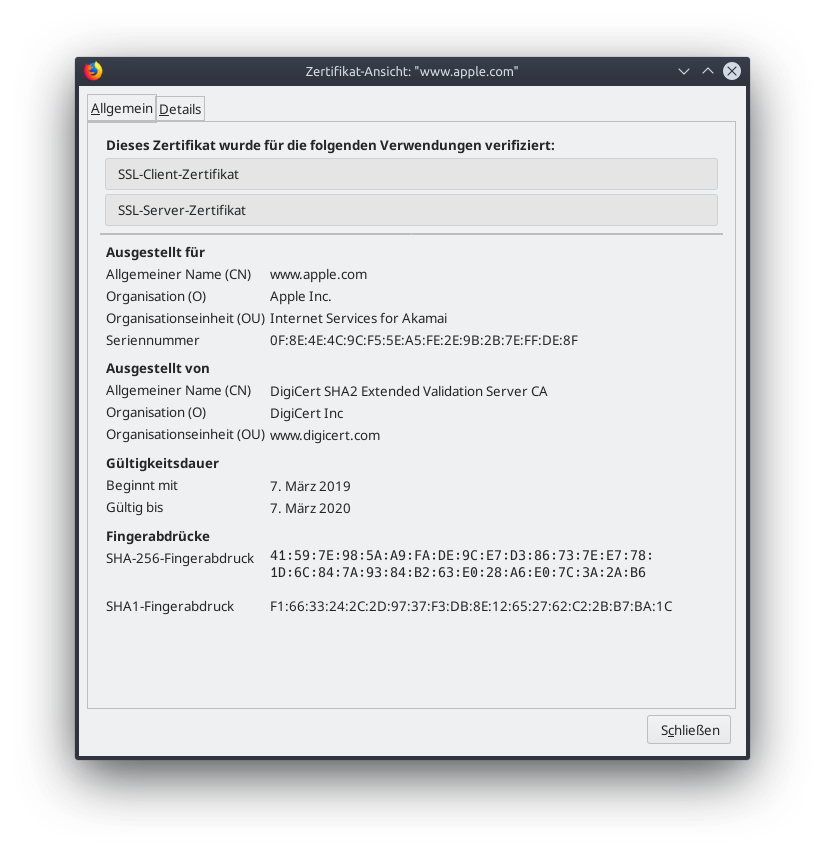 Zertifikat-Ansicht: "www.apple.com"
Allgemein Details
Dieses Zertifikat wurde für die folgenden Verwendungen verifiziert:
SSL-Client-Zertifikat
SSL-Server-Zertifikat
Ausgestellt für
Allgemeiner Name (CN) www.apple.com
Organisation (O) Apple Inc.
Organisationseinheit (OU) Internet Services for Akamai
Seriennummer 0F:8E:4E:4C:9C:F5:5E:A5:FE:2E:9B:2B:7E:FF:DE:8F
Ausgestellt von
Allgemeiner Name (CN) DigiCert SHA2 Extended Validation Server CA
Organisation (O) DigiCert Inc
Organisationseinheit (OU) www.digicert.com
Gültigkeitsdauer
Beginnt mit 7. März 2019
Gültig bis 7. März 2020
Fingerabdrücke
SHA-256-Fingerabdruck 41:59:7E:98:5A:A9:FA:DE:9C:E7:D3:86:73:7E:E7:78:
1D:6C:84:7A:93:84:B2:63:E0:28:A6:E0:7C:3A:2A:B6
SHA1-Fingerabdruck F1:66:33:24:2C:2D:97:37:F3:DB:8E:12:65:27:62:C2:2B:B7:BA:1C
Schließen